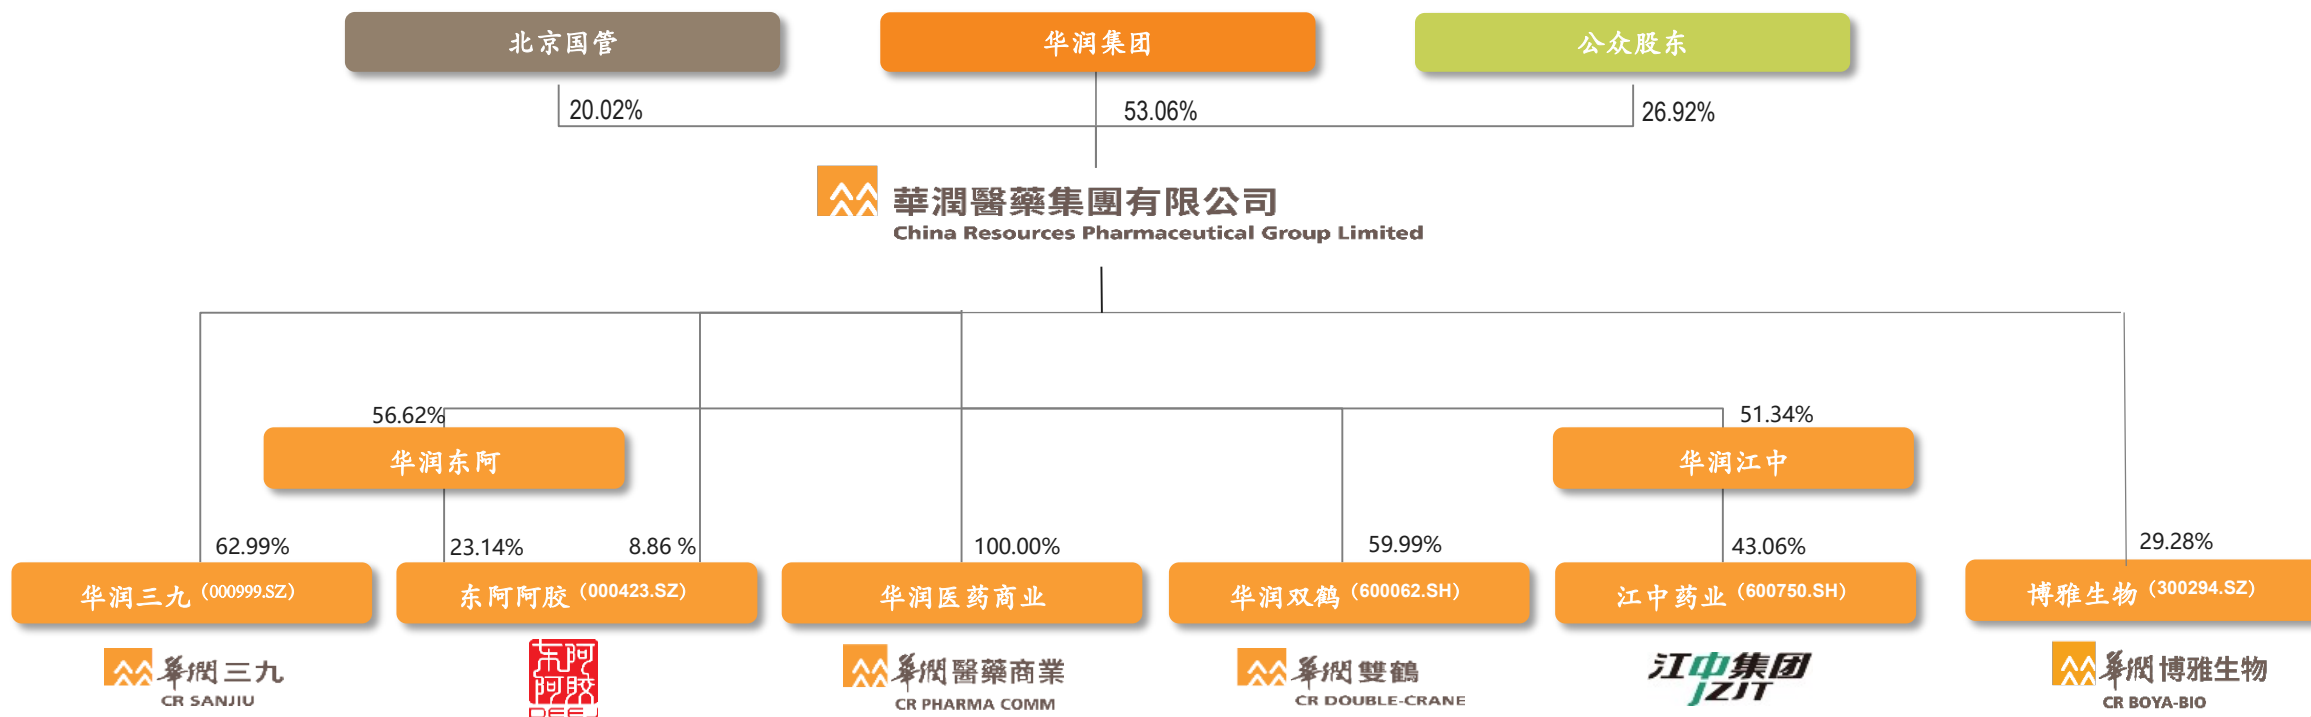 北京国管
华润集团
公众股东
20.02%
53.06%
26.92%
華潤醫藥集團有限公司
China Resources Pharmaceutical Group Limited
56.62%
51.34%
华润东阿
华润江中
62.99%
23.14%
8.86 %
100.00%
59.99%
43.06%
29.28%
华润三九（000999.SZ）
东阿阿胶（000423.SZ）
华润医药商业
华润双鹤（600062.SH）
江中药业（600750.SH）
博雅生物（300294.SZ）
華潤三九
CR SANJIU
东阿
阿胶
DEEJ
華潤醫藥商業
CR PHARMA COMM
華潤雙鶴
CR DOUBLE-CRANE
江中集团
JZJT
華潤博雅生物
CR BOYA-BIO